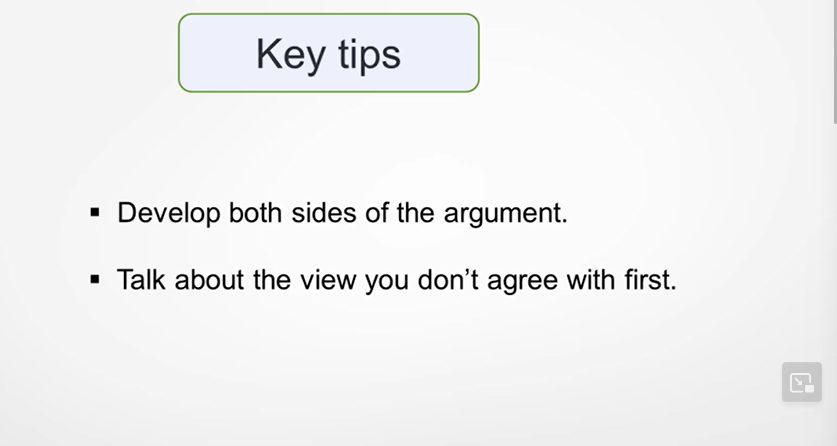 Key tips
▪ Develop both sides of the argument.
▪ Talk about the view you don’t agree with first.